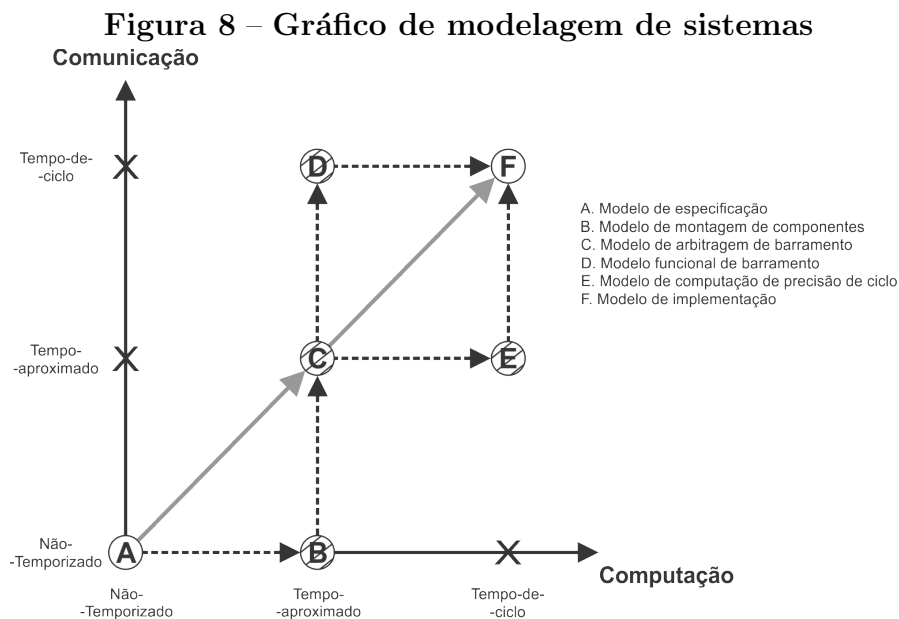 Figura 8 – Gráfico de modelagem de sistemas
Comunicação
Tempo-de-
-ciclo
D
F
A. Modelo de especificação
B. Modelo de montagem de componentes
C. Modelo de arbitragem de barramento
D. Modelo funcional de barramento
E. Modelo de computação de precisão de ciclo
F. Modelo de implementação
Tempo-
-aproximado
C
E
Não-
-Temporizado
A
B
Computação
Não-
-Temporizado
Tempo-
-aproximado
Tempo-de-
-ciclo